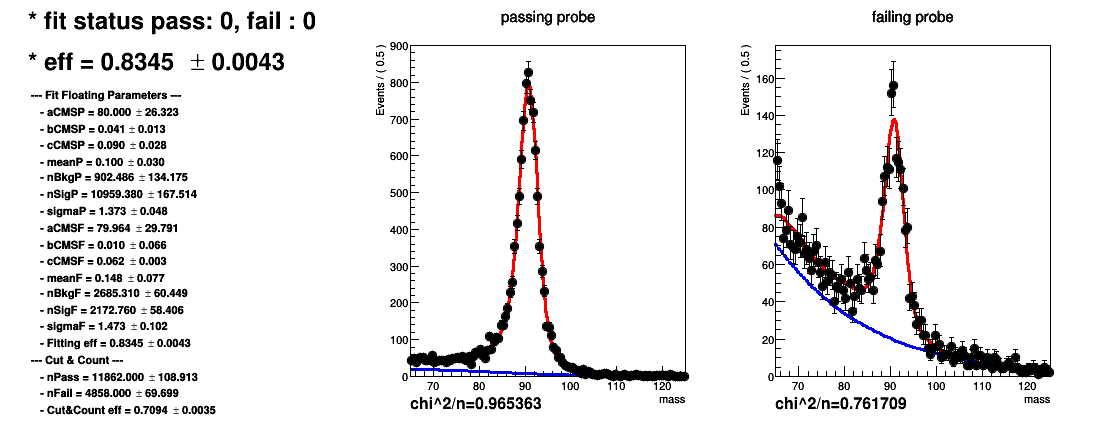 * fit status pass: 0, fail : 0
* eff = 0.8345 ± 0.0043
--- Fit Floating Parameters ---
- aCMSP = 80.000 ± 26.323
- bCMSP = 0.041 ± 0.013
- cCMSP = 0.090 ± 0.028
- meanP = 0.100 ± 0.030
- nBkgP = 902.486 ± 134.175
- nSigP = 10959.380 ± 167.514
- sigmaP = 1.373 ± 0.048
- aCMSF = 79.964 ± 29.791
- bCMSF = 0.010 ± 0.066
- cCMSF = 0.062 ± 0.003
- meanF = 0.148 ± 0.077
- nBkgF = 2685.310 ± 60.449
- nSigF = 2172.760 ± 58.406
- sigmaF = 1.473 ± 0.102
- Fitting eff = 0.8345 ± 0.0043
--- Cut & Count ---
- nPass = 11862.000 ± 108.913
- nFail = 4858.000 ± 69.699
- Cut&Count eff = 0.7094 ± 0.0035
passing probe
Events / ( 0.5 )
900
800
700
600
500
400
300
200
100
0
70 80 90 100 110 120
mass
chi^2/n=0.965363
failing probe
Events / ( 0.5 )
160
140
120
100
80
60
40
20
0
70 80 90 100 110 120
mass
chi^2/n=0.761709